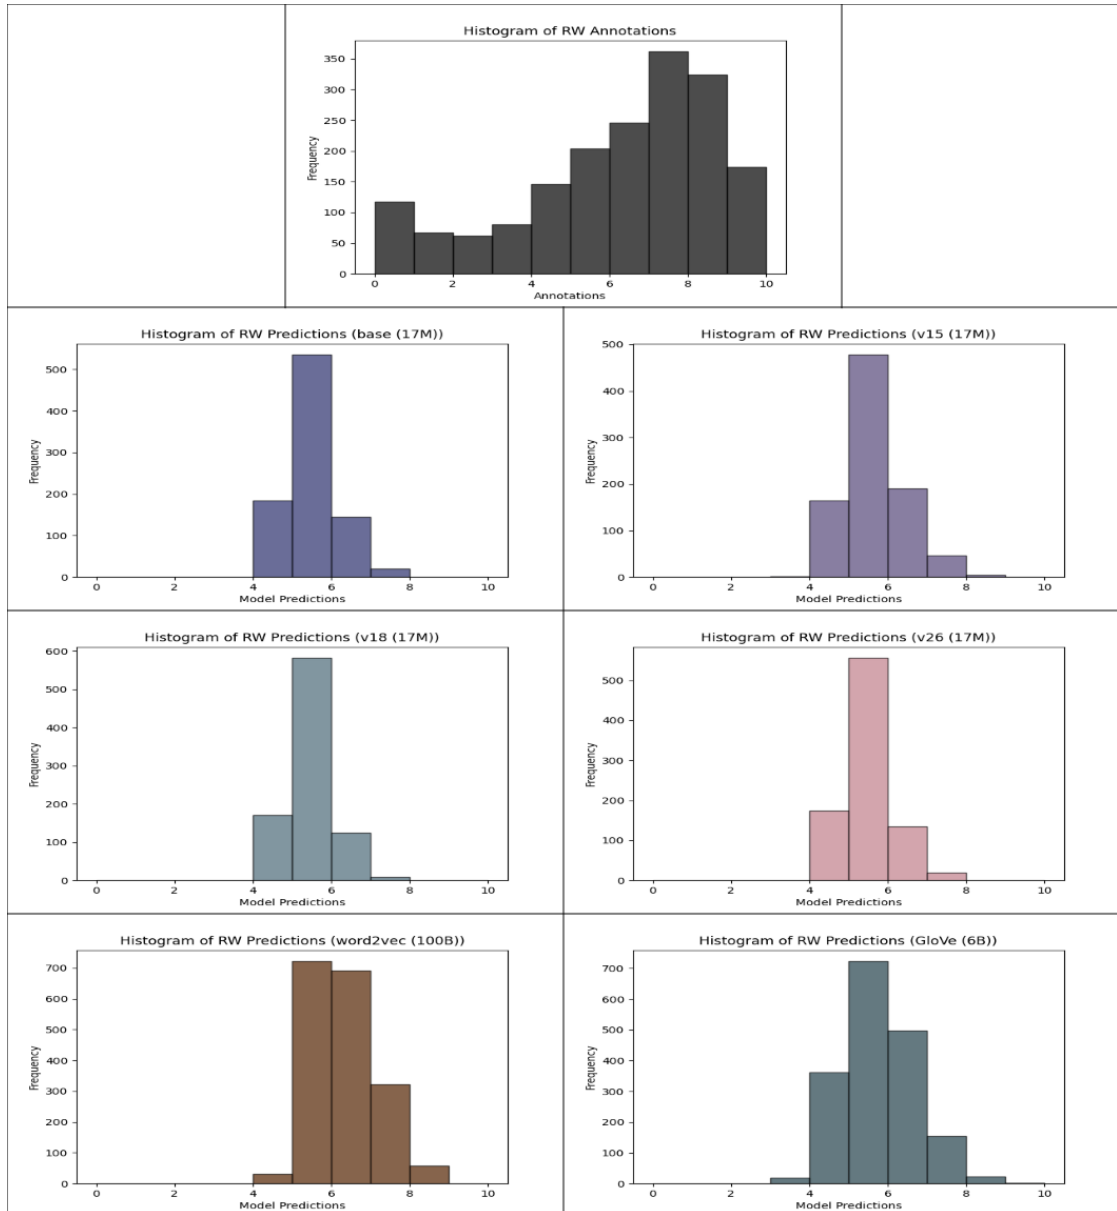 Histogram of RW Annotations
350
300
250
200
150
100
50
0
Frequency
0 2 4 6 8 10
Annotations
Histogram of RW Predictions (base (17M))
500
400
300
200
100
0
Frequency
0 2 4 6 8 10
Model Predictions
Histogram of RW Predictions (v15 (17M))
500
400
300
200
100
0
Frequency
0 2 4 6 8 10
Model Predictions
Histogram of RW Predictions (v18 (17M))
600
500
400
300
200
100
0
Frequency
0 2 4 6 8 10
Model Predictions
Histogram of RW Predictions (v26 (17M))
500
400
300
200
100
0
Frequency
0 2 4 6 8 10
Model Predictions
Histogram of RW Predictions (word2vec (100B))
700
600
500
400
300
200
100
0
Frequency
0 2 4 6 8 10
Model Predictions
Histogram of RW Predictions (GloVe (6B))
700
600
500
400
300
200
100
0
Frequency
0 2 4 6 8 10
Model Predictions